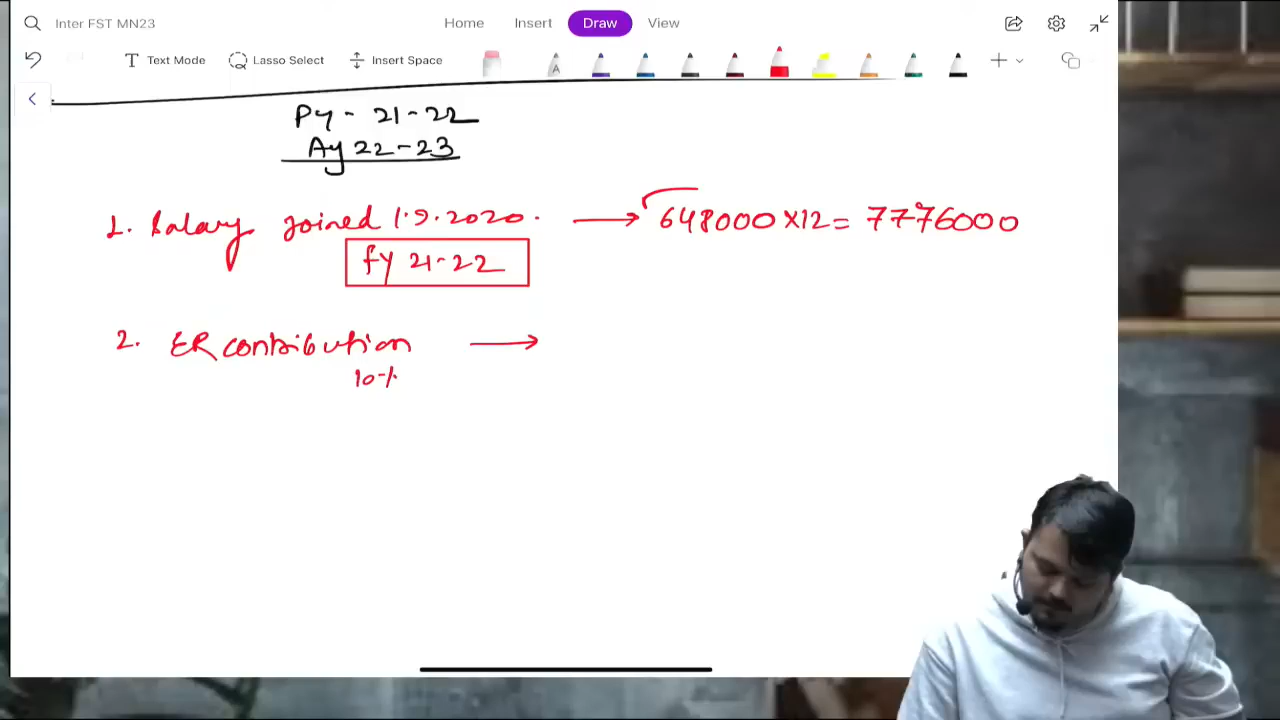 Inter FST MN23
Home Insert Draw View
Text Mode Lasso Select Insert Space
Py - 21-22
Ay 22-23
1. Salary joined 1.9.2020. → 648000 x 12 = 7776000
fy 21-22
2. ER contribution →
10%